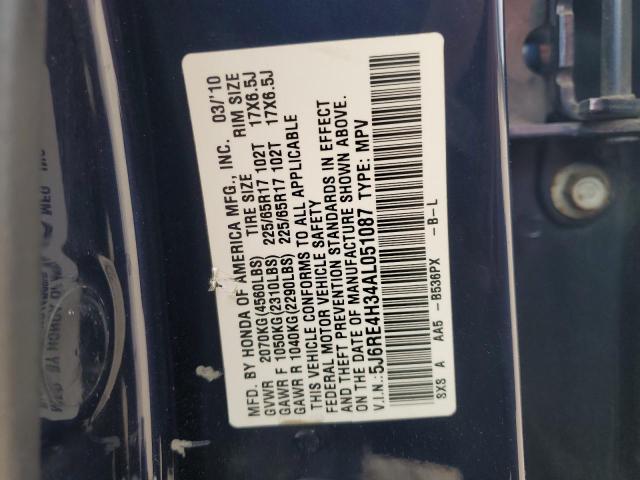 MFD. BY HONDA OF AMERICA MFG., INC. 03/'10
GVWR 2070KG(4560LBS) TIRE SIZE RIM SIZE
GAWR F 1050KG(2310LBS) 225/65R17 102T 17X6.5J
GAWR R 1040KG(2290LBS) 225/65R17 102T 17X6.5J
THIS VEHICLE CONFORMS TO ALL APPLICABLE
FEDERAL MOTOR VEHICLE SAFETY
AND THEFT PREVENTION STANDARDS IN EFFECT
ON THE DATE OF MANUFACTURE SHOWN ABOVE.
V.I.N.: 5J6RE4H34AL051087 TYPE: MPV
SXS A AA5 -B536PX -B-L